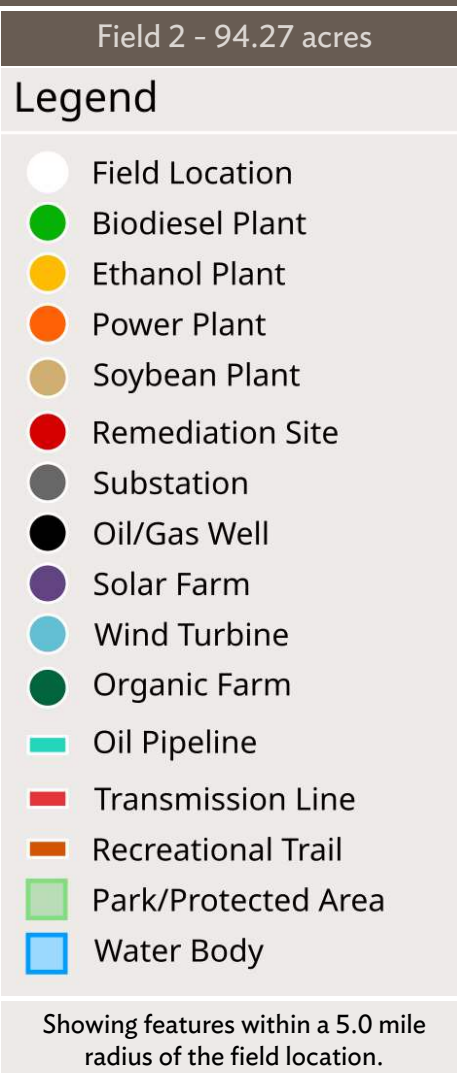 Field 2 - 94.27 acres
Legend
Field Location
Biodiesel Plant
Ethanol Plant
Power Plant
Soybean Plant
Remediation Site
Substation
Oil/Gas Well
Solar Farm
Wind Turbine
Organic Farm
Oil Pipeline
Transmission Line
Recreational Trail
Park/Protected Area
Water Body
Showing features within a 5.0 mile
radius of the field location.